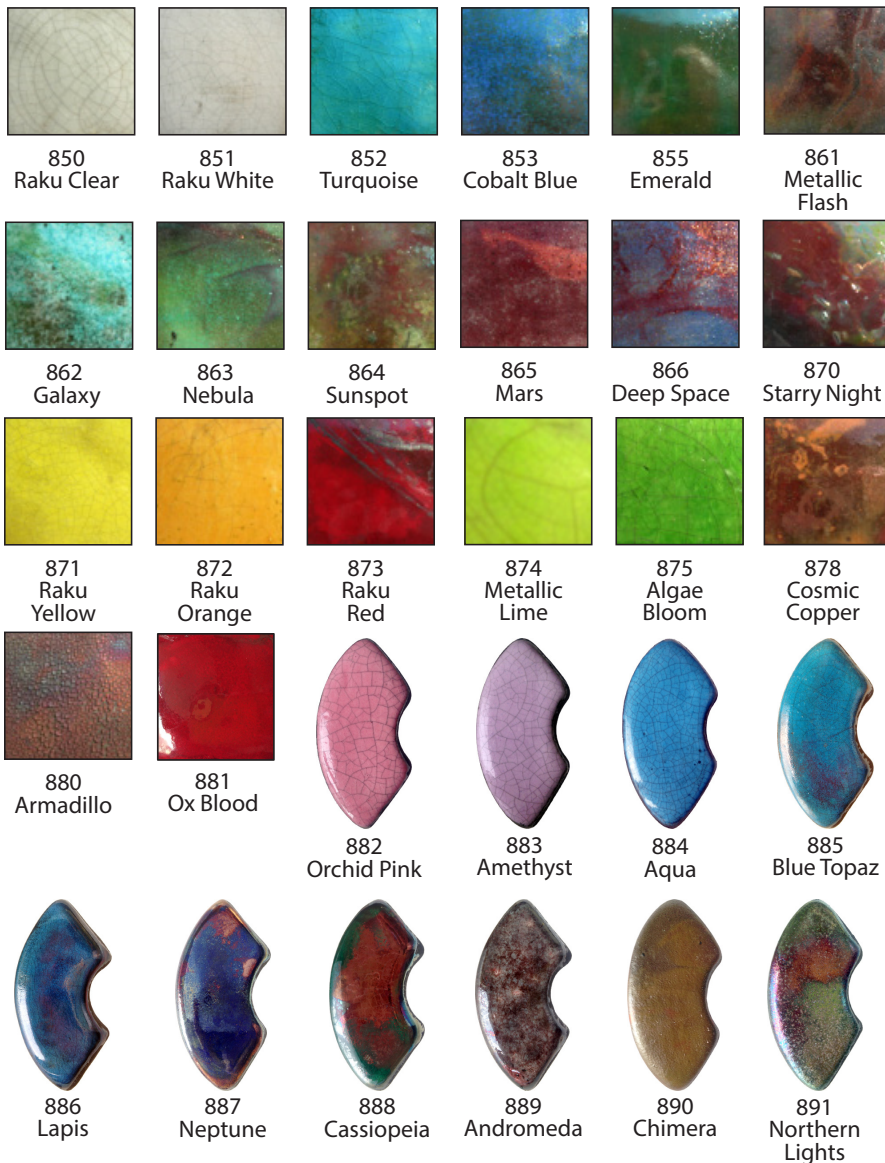 850
Raku Clear
851
Raku White
852
Turquoise
853
Cobalt Blue
855
Emerald
861
Metallic
Flash
862
Galaxy
863
Nebula
864
Sunspot
865
Mars
866
Deep Space
870
Starry Night
871
Raku
Yellow
872
Raku
Orange
873
Raku
Red
874
Metallic
Lime
875
Algae
Bloom
878
Cosmic
Copper
880
Armadillo
881
Ox Blood
882
Orchid Pink
883
Amethyst
884
Aqua
885
Blue Topaz
886
Lapis
887
Neptune
888
Cassiopeia
889
Andromeda
890
Chimera
891
Northern
Lights